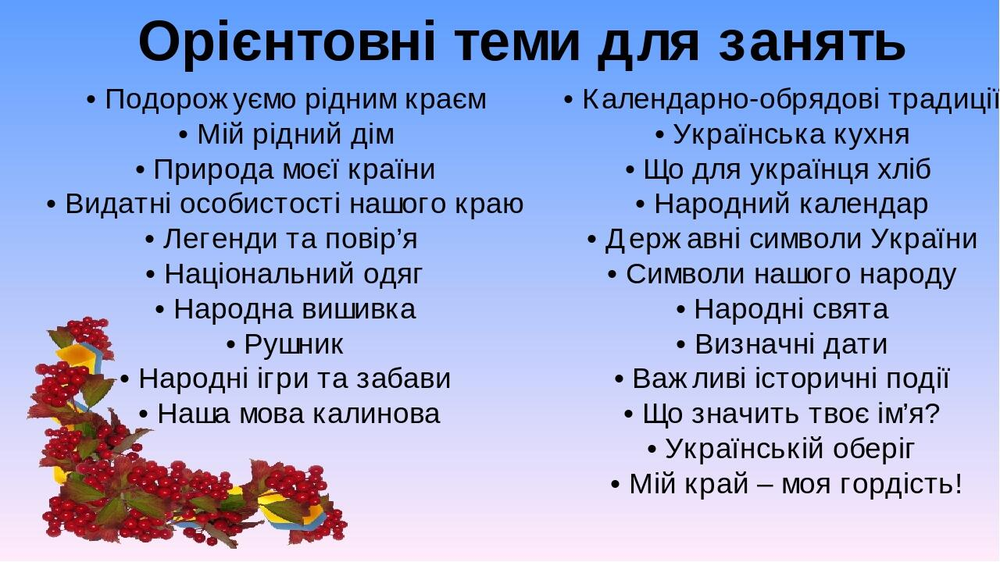 Орієнтовні теми для занять
• Подорожуємо рідним краєм
• Мій рідний дім
• Природа моєї країни
• Видатні особистості нашого краю
• Легенди та повір’я
• Національний одяг
• Народна вишивка
• Рушник
• Народні ігри та забави
• Наша мова калинова
• Календарно-обрядові традиції
• Українська кухня
• Що для українця хліб
• Народний календар
• Державні символи України
• Символи нашого народу
• Народні свята
• Визначні дати
• Важливі історичні події
• Що значить твоє ім’я?
• Українській оберіг
• Мій край – моя гордість!